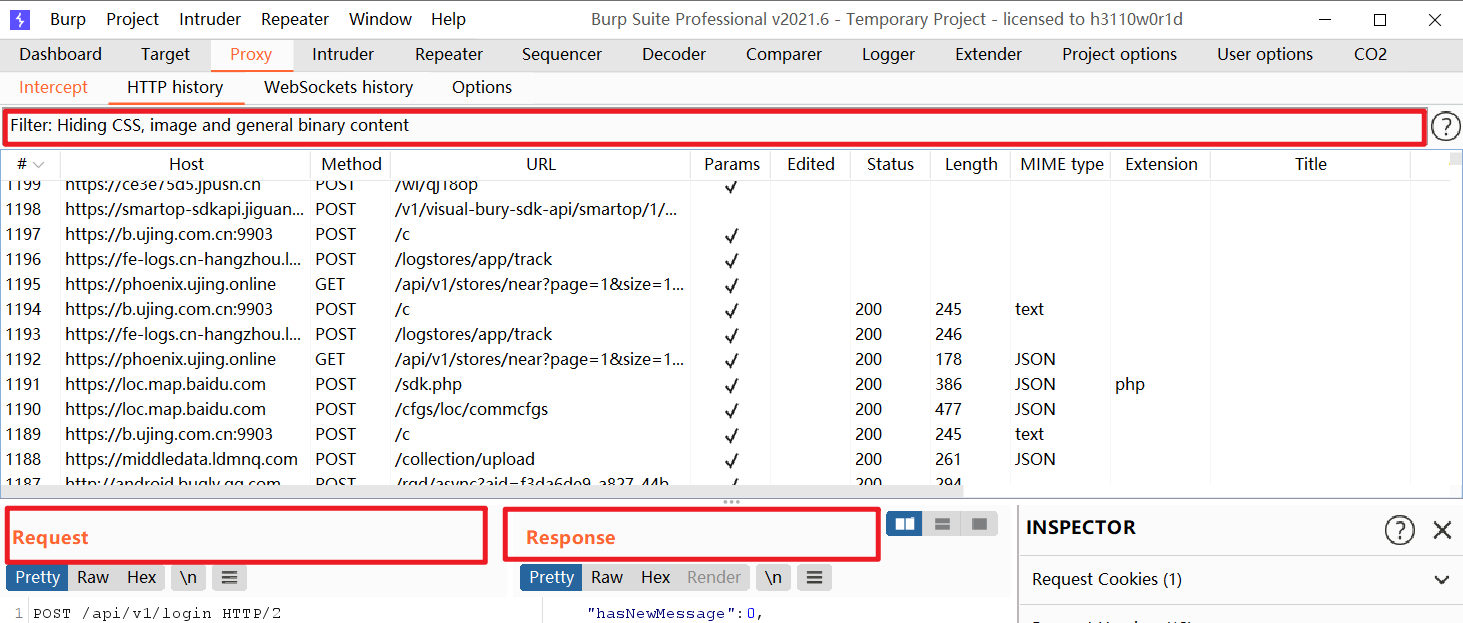 Burp Project Intruder Repeater Window Help Burp Suite Professional v2021.6 - Temporary Project - licensed to h3110w0r1d
Dashboard Target Proxy Intruder Repeater Sequencer Decoder Comparer Logger Extender Project options User options CO2
Intercept HTTP history WebSockets history Options
Filter: Hiding CSS, image and general binary content ?
# Host Method URL Params Edited Status Length MIME type Extension Title
1199 https://ce3e75d5.jpush.cn POST /wi/qj18op ✓
1198 https://smartop-sdkapi.jiguan... POST /v1/visual-bury-sdk-api/smartop/1/...
1197 https://b.ujing.com.cn:9903 POST /c ✓
1196 https://fe-logs.cn-hangzhou.l... POST /logstores/app/track ✓
1195 https://phoenix.ujing.online GET /api/v1/stores/near?page=1&size=1... ✓
1194 https://b.ujing.com.cn:9903 POST /c ✓ 200 245 text
1193 https://fe-logs.cn-hangzhou.l... POST /logstores/app/track ✓ 200 246
1192 https://phoenix.ujing.online GET /api/v1/stores/near?page=1&size=1... ✓ 200 178 JSON
1191 https://loc.map.baidu.com POST /sdk.php ✓ 200 386 JSON php
1190 https://loc.map.baidu.com POST /cfgs/loc/commcfgs ✓ 200 477 JSON
1189 https://b.ujing.com.cn:9903 POST /c ✓ 200 245 text
1188 https://middledata.ldmnq.com POST /collection/upload ✓ 200 261 JSON
1187 http://android.bugly.qq.com POST /rqd/async?aid=f3da6de9-a827-44b... ✓ 200 294
Request Response INSPECTOR ?
Pretty Raw Hex \n Pretty Raw Hex Render \n Request Cookies (1)
1 POST /api/v1/login HTTP/2 "hasNewMessage":0,